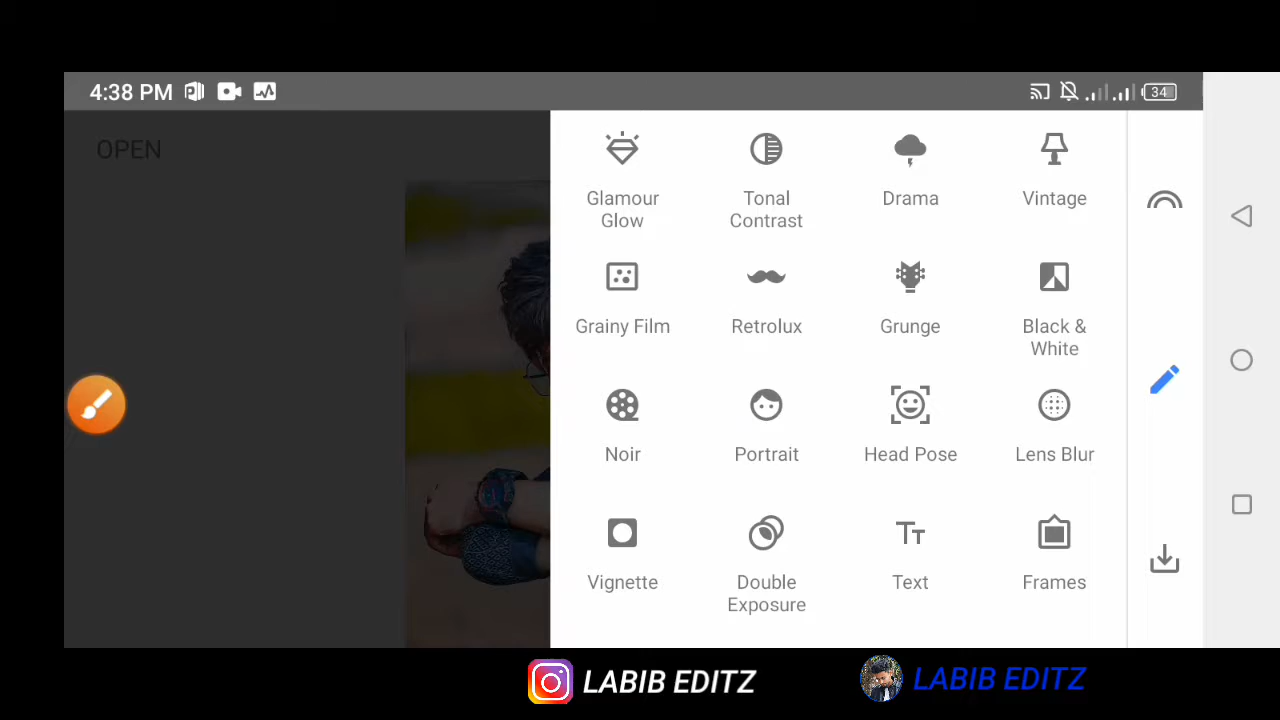 4:38 PM
34
OPEN
Glamour
Glow
Tonal
Contrast
Drama
Vintage
Grainy Film
Retrolux
Grunge
Black &
White
Noir
Portrait
Head Pose
Lens Blur
Vignette
Double
Exposure
Text
Frames
LABIB EDITZ
LABIB EDITZ